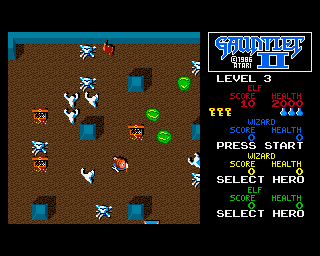 GAUNTLET
II
©1986
ATARI
LEVEL 3
ELF
SCORE HEALTH
10 2000
WIZARD
SCORE HEALTH
0 0
PRESS START
WIZARD
SCORE HEALTH
0 0
SELECT HERO
ELF
SCORE HEALTH
0 0
SELECT HERO